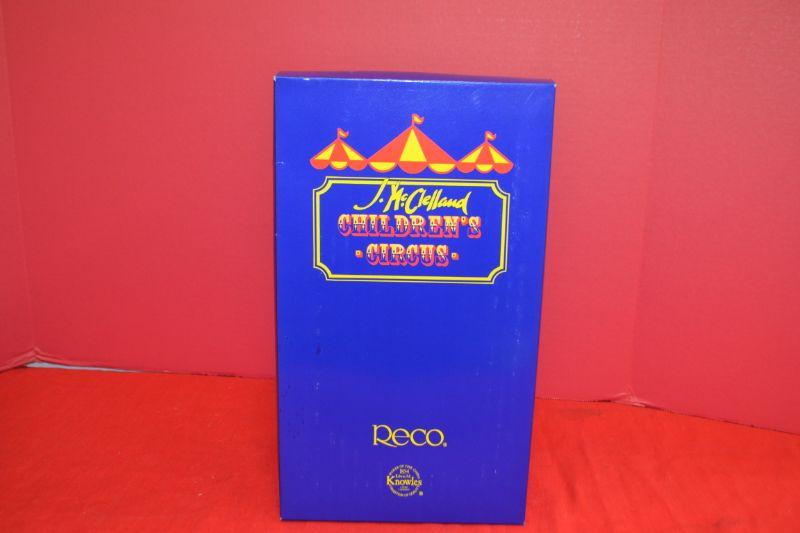 J. McClelland
CHILDREN'S
· CIRCUS ·
Reco®
Knowles ®